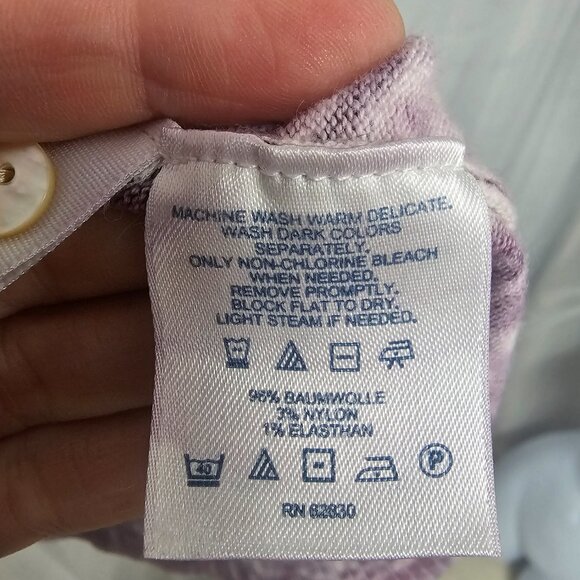 MACHINE WASH WARM DELICATE.
WASH DARK COLORS
SEPARATELY.
ONLY NON-CHLORINE BLEACH
WHEN NEEDED.
REMOVE PROMPTLY.
BLOCK FLAT TO DRY.
LIGHT STEAM IF NEEDED.
96% BAUMWOLLE
3% NYLON
1% ELASTHAN
40
P
RN 62830